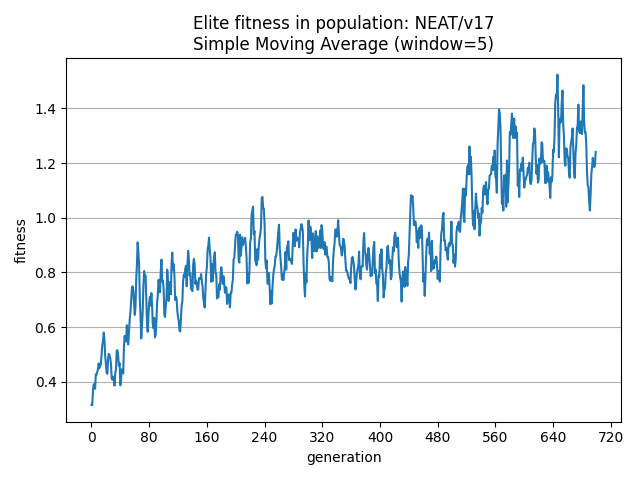 Elite fitness in population: NEAT/v17
Simple Moving Average (window=5)
fitness
1.4
1.2
1.0
0.8
0.6
0.4
0 80 160 240 320 400 480 560 640 720
generation